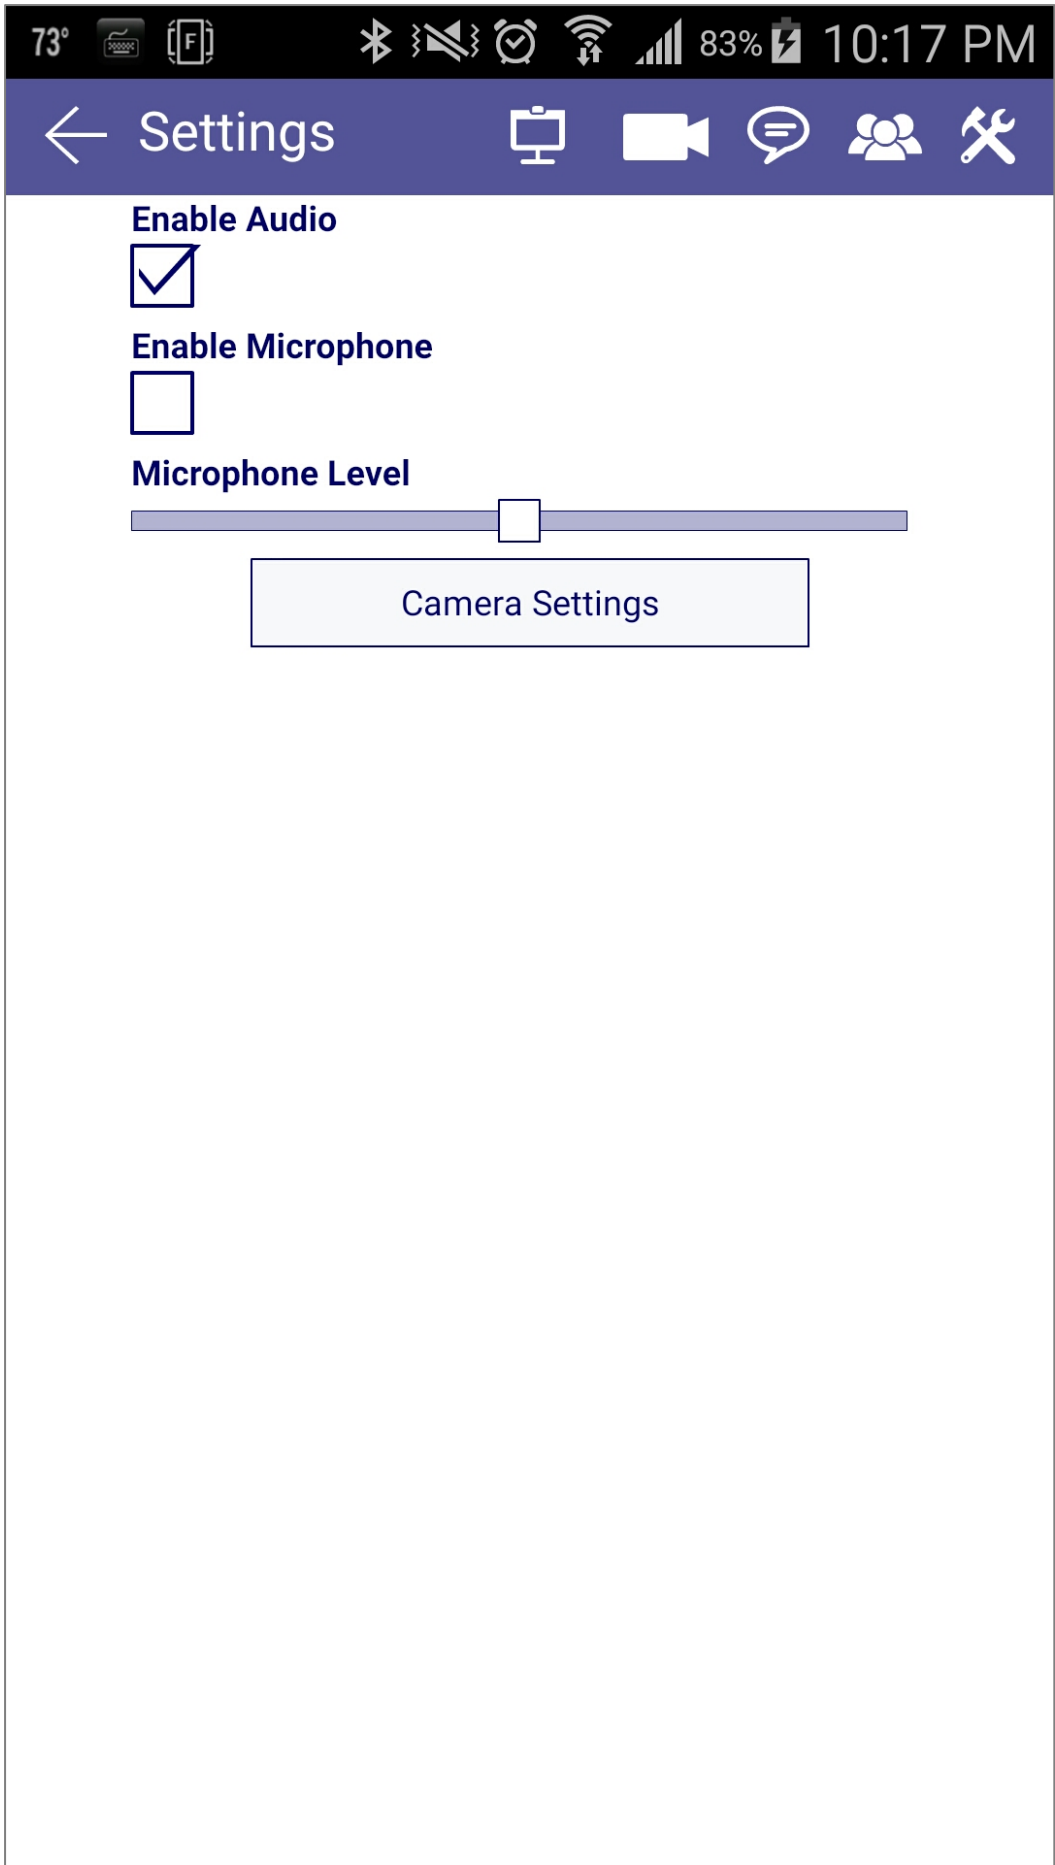 73° F 83% 10:17 PM
Settings
Enable Audio
Enable Microphone
Microphone Level
Camera Settings